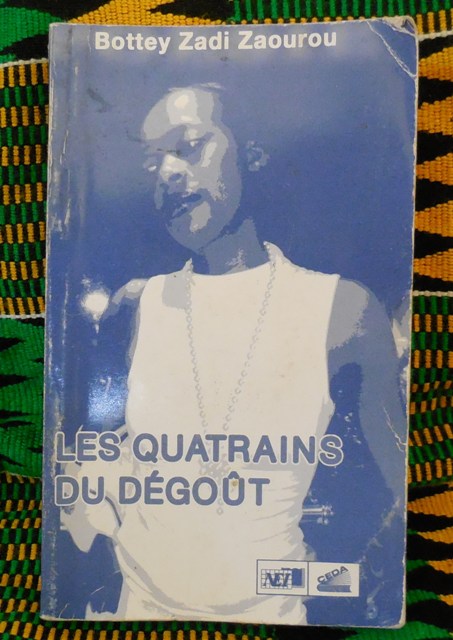 Bottey Zadi Zaourou
LES QUATRAINS
DU DÉGOÛT
NEI
CEDA